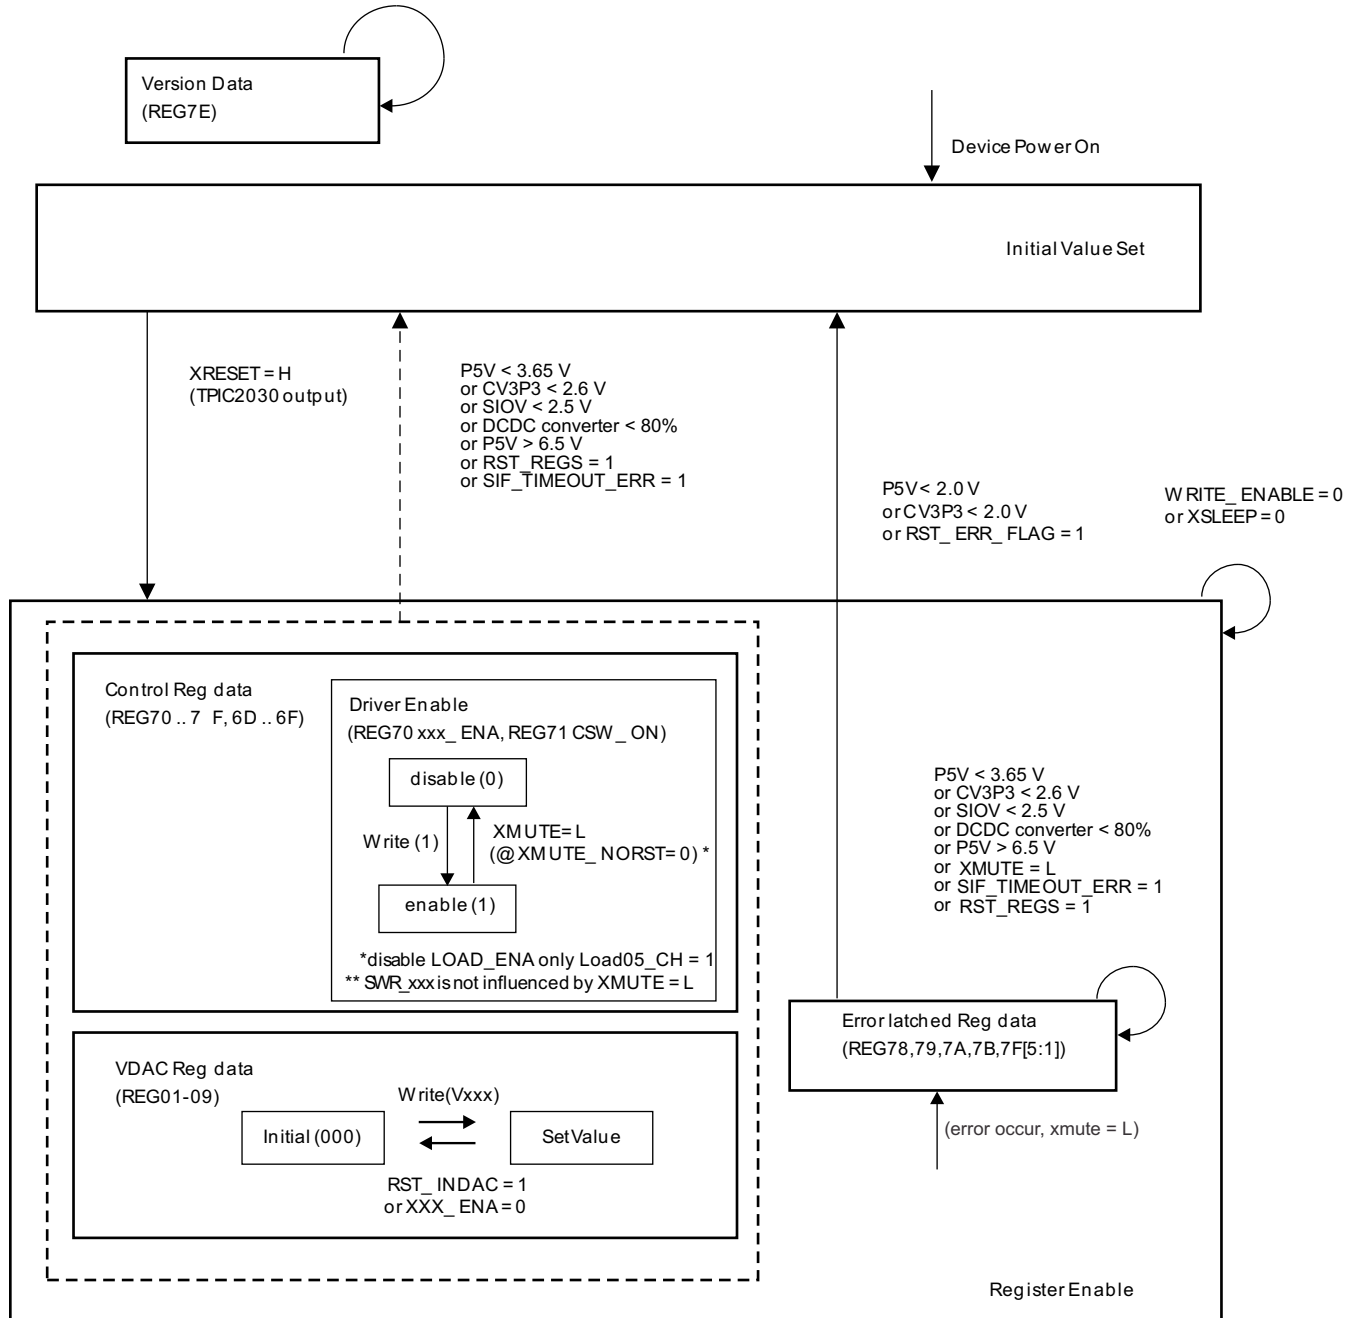 Version Data
(REG7E)
Device Power On
Initial Value Set
XRESET = H
(TPIC2030 output)
P5V < 3.65 V
or CV3P3 < 2.6 V
or SIOV < 2.5 V
or DCDC converter < 80%
or P5V > 6.5 V
or RST_REGS = 1
or SIF_TIMEOUT_ERR = 1
P5V < 2.0 V
or CV3P3 < 2.0 V
or RST_ERR_FLAG = 1
WRITE_ENABLE = 0
or XSLEEP = 0
Control Reg data
(REG70 .. 7 F, 6D .. 6F)
Driver Enable
(REG70 xxx_ENA, REG71 CSW_ON)
disable (0)
Write (1)
XMUTE = L
(@XMUTE_NORST = 0) *
enable (1)
*disable LOAD_ENA only Load05_CH = 1
** SWR_xxx is not influenced by XMUTE = L
P5V < 3.65 V
or CV3P3 < 2.6 V
or SIOV < 2.5 V
or DCDC converter < 80%
or P5V > 6.5 V
or XMUTE = L
or SIF_TIMEOUT_ERR = 1
or RST_REGS = 1
Error latched Reg data
(REG78,79,7A,7B,7F[5:1])
(error occur, xmute = L)
VDAC Reg data
(REG01-09)
Write(Vxxx)
Initial (000)
SetValue
RST_INDAC = 1
or XXX_ENA = 0
Register Enable